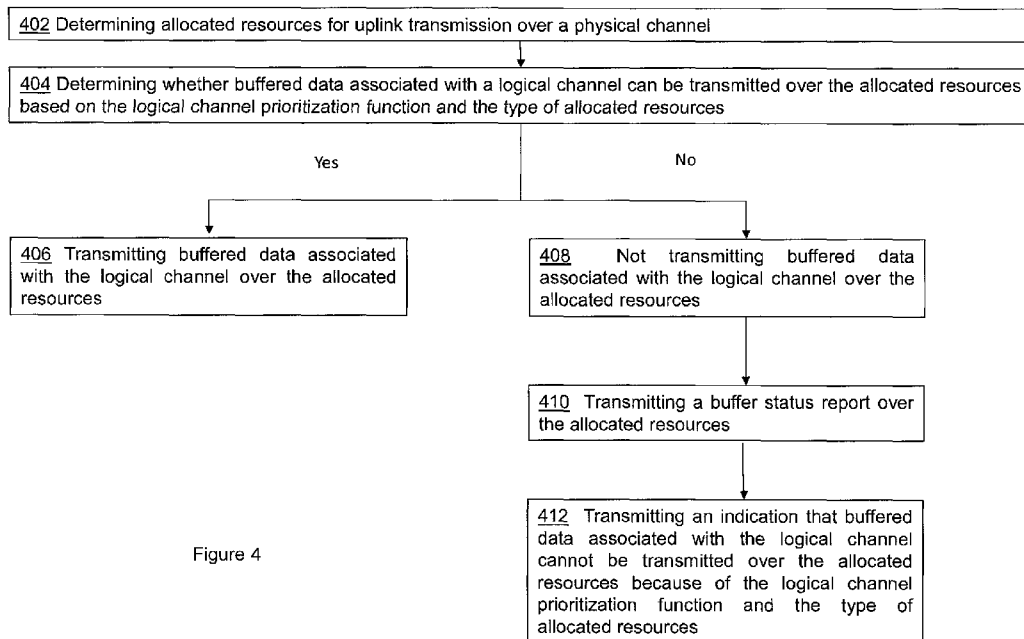 402 Determining allocated resources for uplink transmission over a physical channel
404 Determining whether buffered data associated with a logical channel can be transmitted over the allocated resources
based on the logical channel prioritization function and the type of allocated resources
Yes
No
406 Transmitting buffered data associated
with the logical channel over the allocated
resources
408 Not transmitting buffered data
associated with the logical channel over
the allocated resources
410 Transmitting a buffer status report over
the allocated resources
412 Transmitting an indication that buffered
data associated with the logical channel
cannot be transmitted over the allocated
resources because of the logical channel
prioritization function and the type of
allocated resources
Figure 4